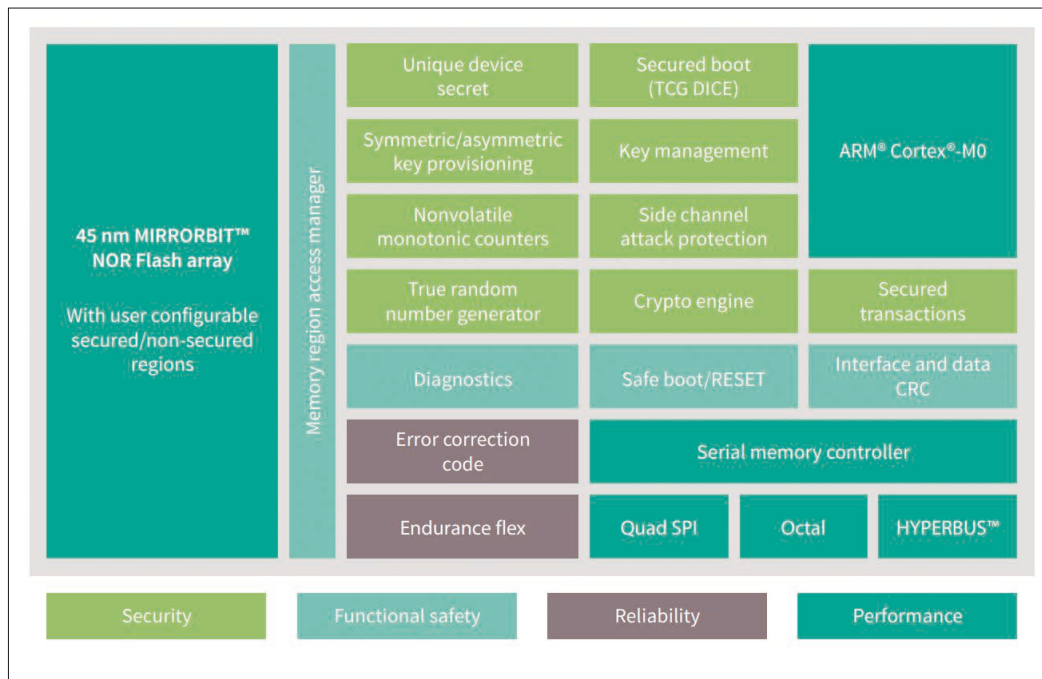 45 nm MIRRORBIT™
NOR Flash array
With user configurable
secured/non-secured
regions
Memory region access manager
Unique device
secret
Secured boot
(TCG DICE)
ARM® Cortex®-M0
Symmetric/asymmetric
key provisioning
Key management
Nonvolatile
monotonic counters
Side channel
attack protection
True random
number generator
Crypto engine
Secured
transactions
Diagnostics
Safe boot/RESET
Interface and data
CRC
Error correction
code
Serial memory controller
Endurance flex
Quad SPI
Octal
HYPERBUS™
Security
Functional safety
Reliability
Performance